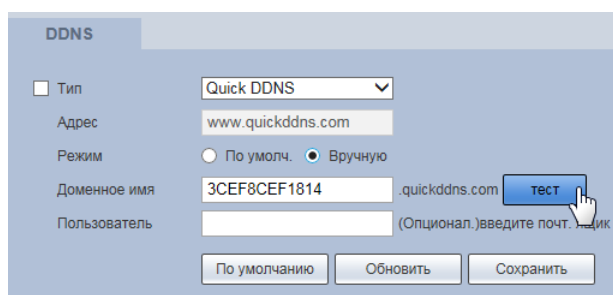 DDNS
Тип Quick DDNS
Адрес www.quickddns.com
Режим По умолч. Вручную
Доменное имя 3CEF8CEF1814 .quickddns.com тест
Пользователь (Опционал.)введите почт.
По умолчанию Обновить Сохранить